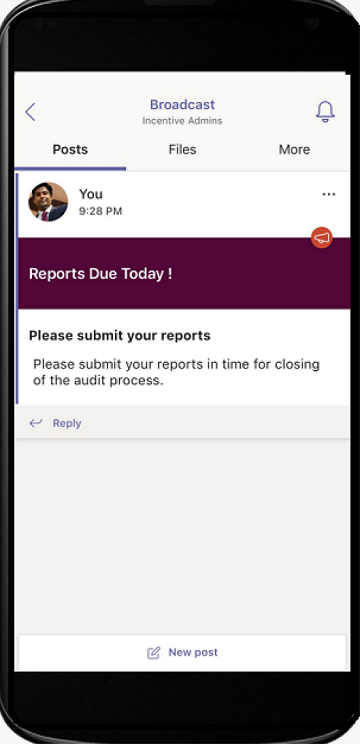 Broadcast
Incentive Admins
Posts Files More
You
9:28 PM
Reports Due Today !
Please submit your reports
Please submit your reports in time for closing
of the audit process.
Reply
New post